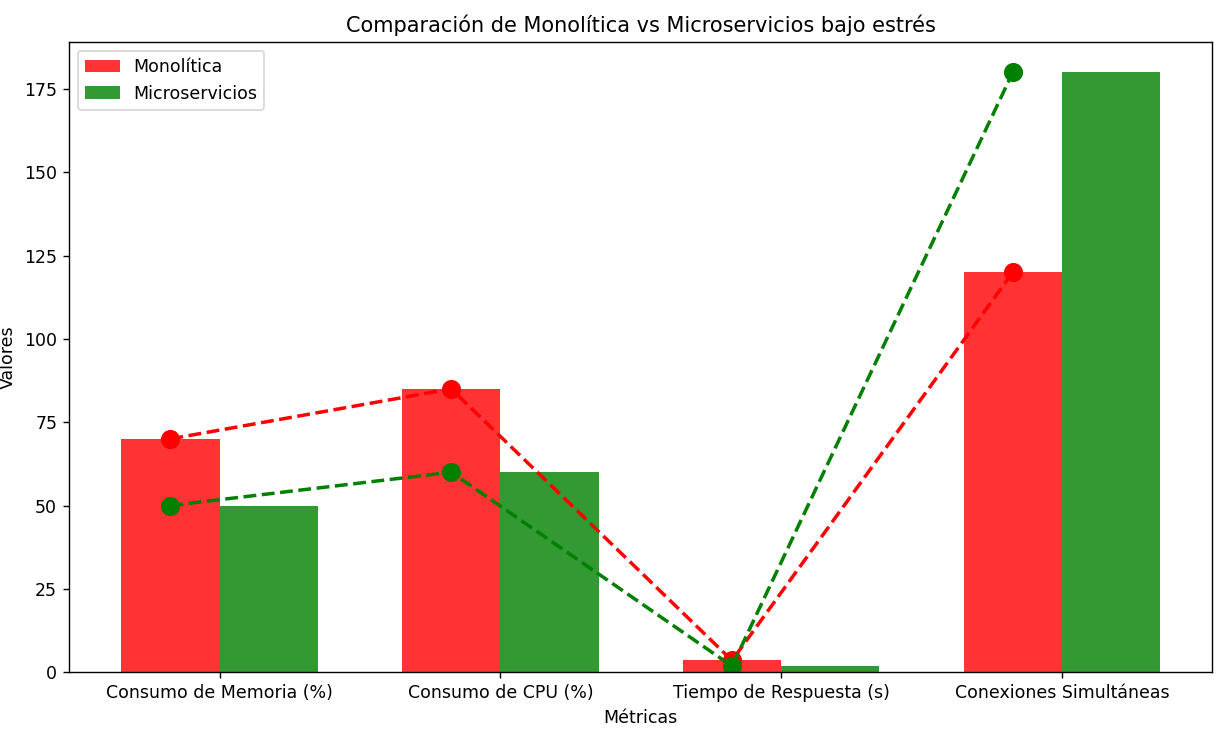 Comparación de Monolítica vs Microservicios bajo estrés
Monolítica
Microservicios
175
150
125
100
75
50
25
0
Valores
Consumo de Memoria (%)
Consumo de CPU (%)
Tiempo de Respuesta (s)
Conexiones Simultáneas
Métricas